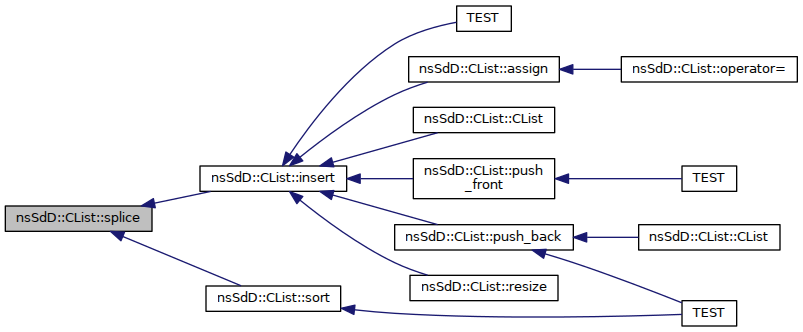 TEST
nsSdD::CList::assign
nsSdD::CList::operator=
nsSdD::CList::CList
nsSdD::CList::insert
nsSdD::CList::push
_front
TEST
nsSdD::CList::splice
nsSdD::CList::push_back
nsSdD::CList::CList
nsSdD::CList::resize
nsSdD::CList::sort
TEST